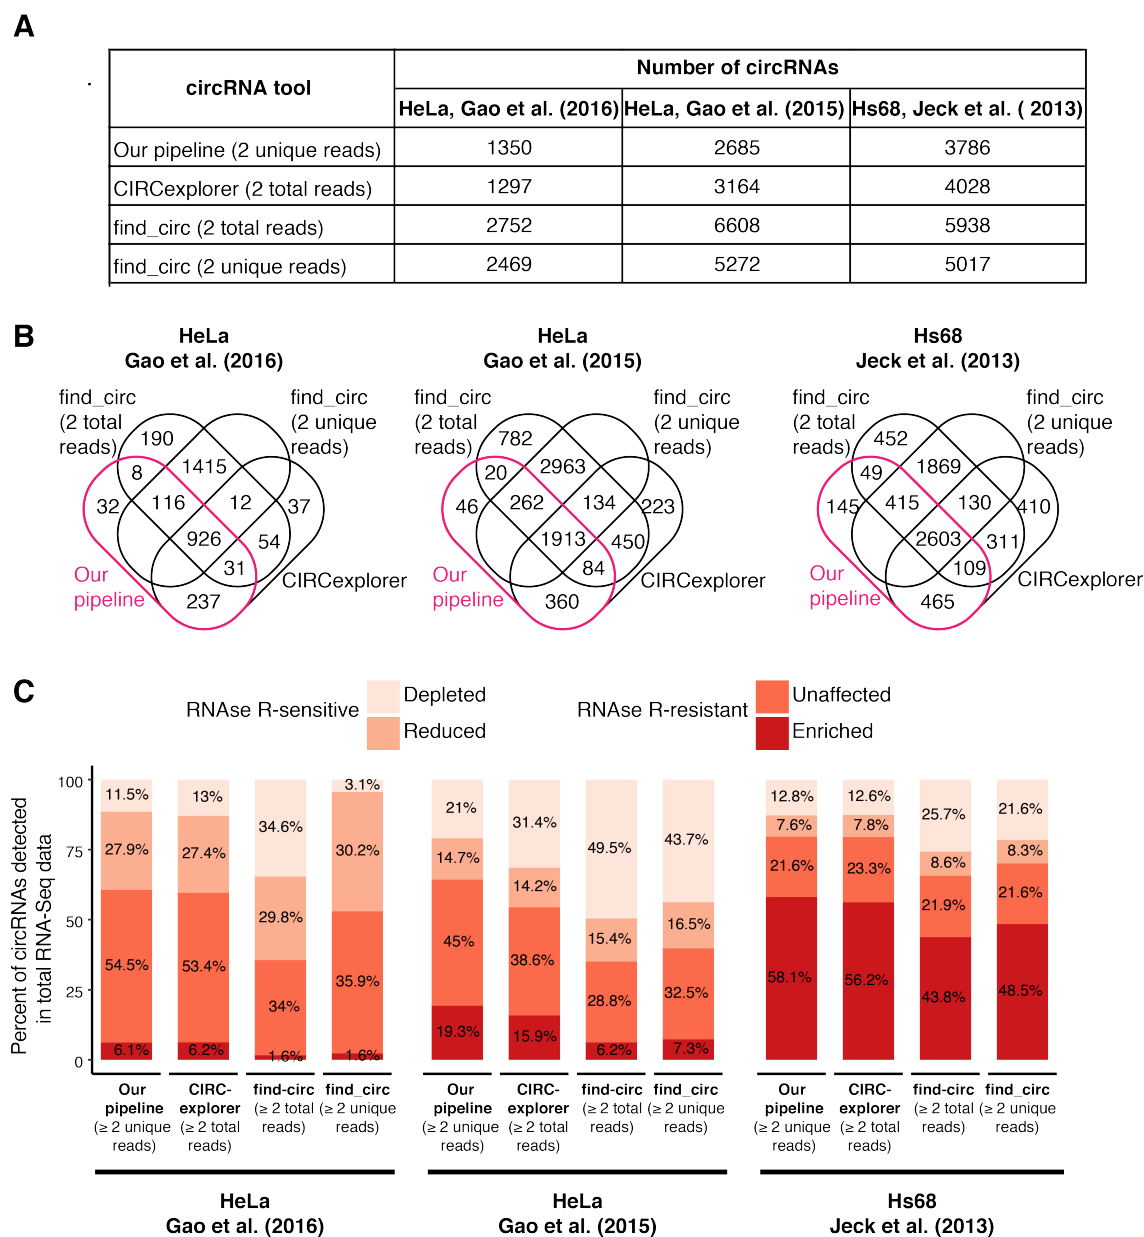 A
circRNA tool
Number of circRNAs
HeLa, Gao et al. (2016) HeLa, Gao et al. (2015) Hs68, Jeck et al. ( 2013)
Our pipeline (2 unique reads) 1350 2685 3786
CIRCexplorer (2 total reads) 1297 3164 4028
find_circ (2 total reads) 2752 6608 5938
find_circ (2 unique reads) 2469 5272 5017
B
HeLa
Gao et al. (2016)
find_circ
(2 total
reads)
find_circ
(2 unique
reads)
190
8
1415
32
116
12
37
926
54
31
237
Our
pipeline
CIRCexplorer
HeLa
Gao et al. (2015)
find_circ
(2 total
reads)
find_circ
(2 unique
reads)
782
20
2963
46
262
134
223
1913
450
84
360
Our
pipeline
CIRCexplorer
Hs68
Jeck et al. (2013)
find_circ
(2 total
reads)
find_circ
(2 unique
reads)
452
49
1869
145
415
130
410
2603
311
109
465
Our
pipeline
CIRCexplorer
C
RNAse R-sensitive
Depleted
Reduced
RNAse R-resistant
Unaffected
Enriched
Percent of circRNAs detected
in total RNA-Seq data
100
75
50
25
0
11.5%
27.9%
54.5%
6.1%
13%
27.4%
53.4%
6.2%
34.6%
29.8%
34%
1.6%
3.1%
30.2%
35.9%
1.6%
21%
14.7%
45%
19.3%
31.4%
14.2%
38.6%
15.9%
49.5%
15.4%
28.8%
6.2%
43.7%
16.5%
32.5%
7.3%
12.8%
7.6%
21.6%
58.1%
12.6%
7.8%
23.3%
56.2%
25.7%
8.6%
21.9%
43.8%
21.6%
8.3%
21.6%
48.5%
Our
pipeline
(≥ 2 unique
reads)
CIRC-
explorer
(≥ 2 total
reads)
find-circ
(≥ 2 total
reads)
find_circ
(≥ 2 unique
reads)
Our
pipeline
(≥ 2 unique
reads)
CIRC-
explorer
(≥ 2 total
reads)
find-circ
(≥ 2 total
reads)
find_circ
(≥ 2 unique
reads)
Our
pipeline
(≥ 2 unique
reads)
CIRC-
explorer
(≥ 2 total
reads)
find-circ
(≥ 2 total
reads)
find_circ
(≥ 2 unique
reads)
HeLa
Gao et al. (2016)
HeLa
Gao et al. (2015)
Hs68
Jeck et al. (2013)